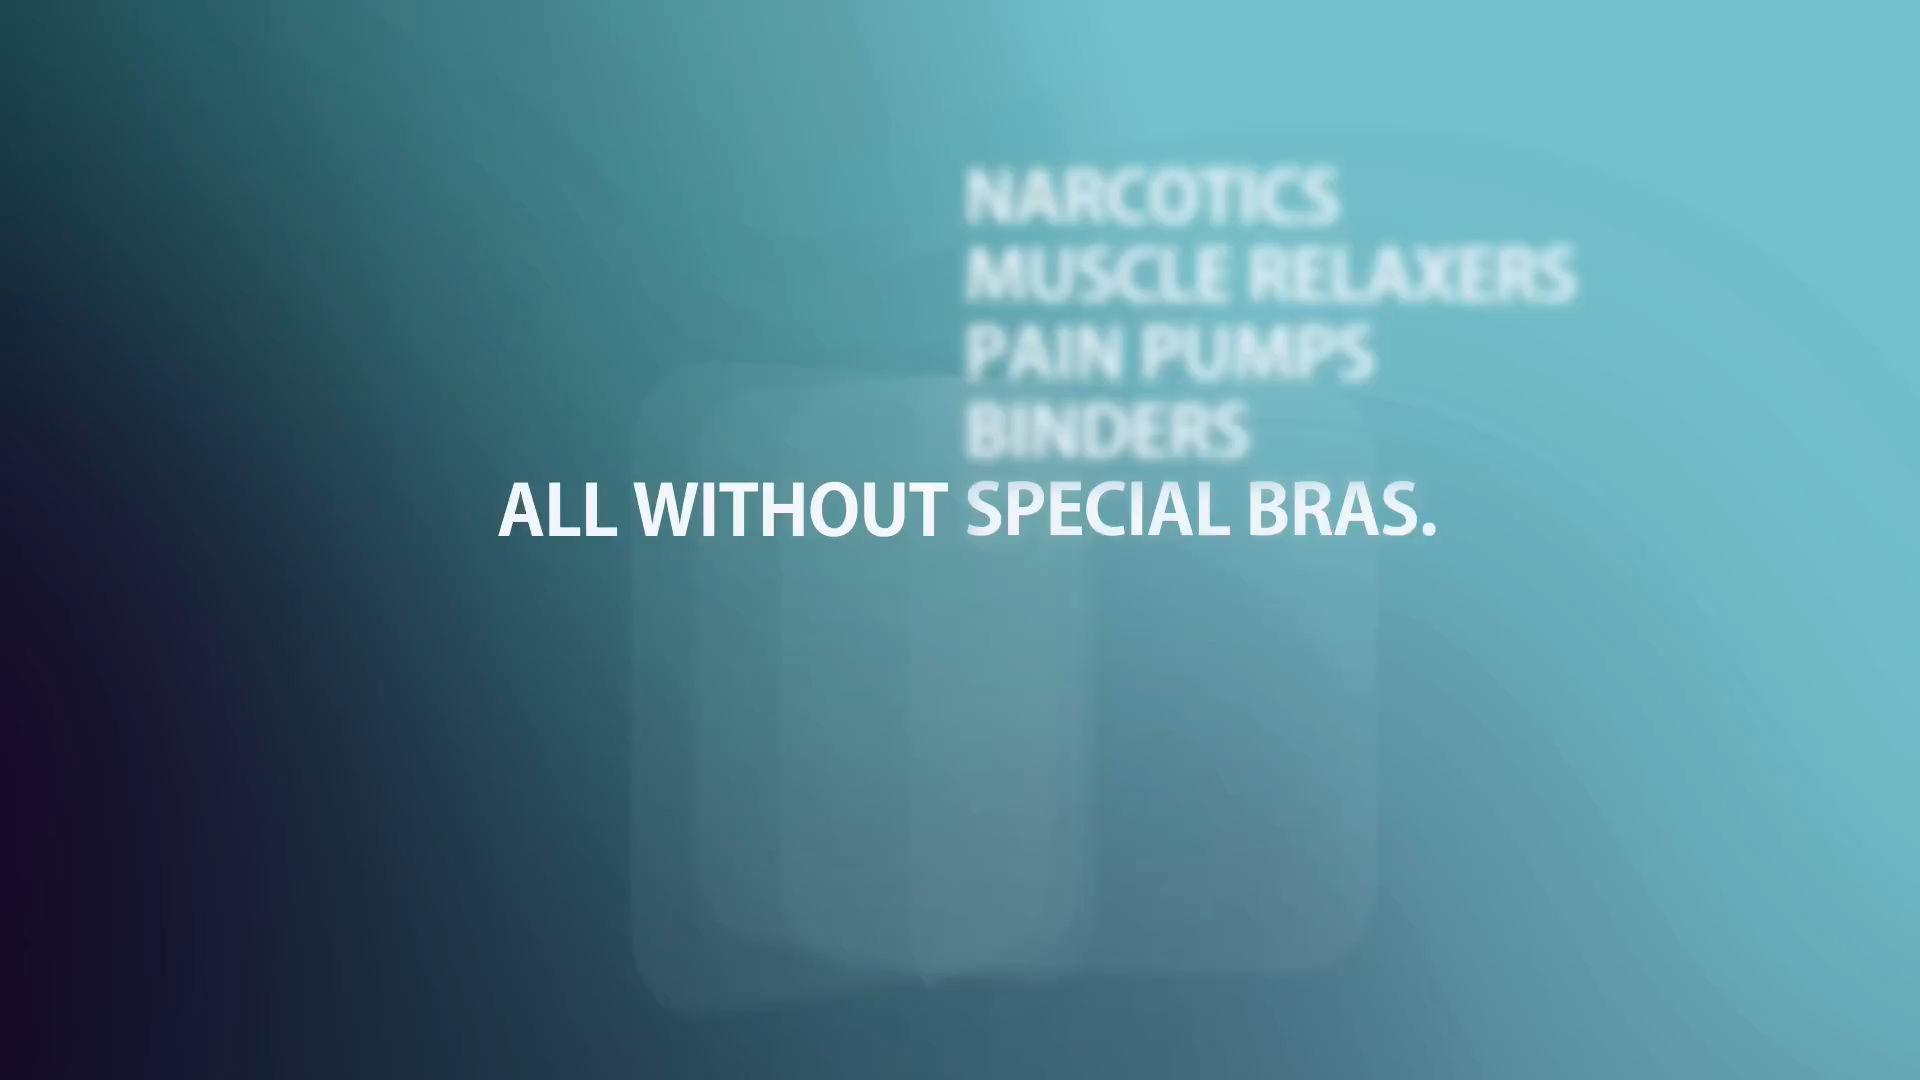 NARCOTICS
MUSCLE RELAXERS
PAIN PUMPS
BINDERS
ALL WITHOUT SPECIAL BRAS.